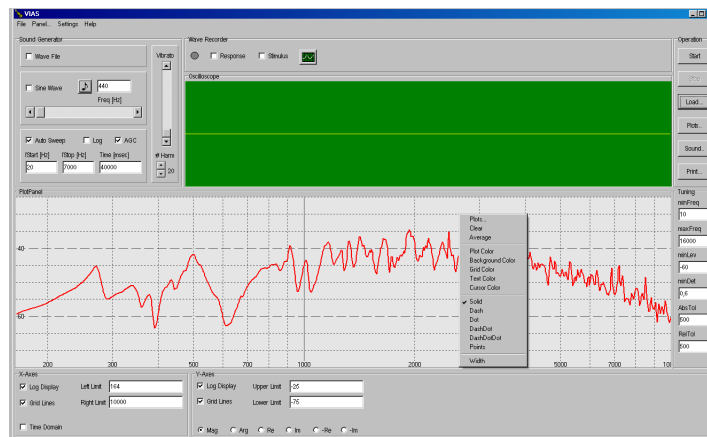 VIAS
File Panel... Settings Help
Sound Generator
Wave File
Sine Wave
440
Freq [Hz]
Auto Sweep Log AGC
fStart [Hz] fStop [Hz] Time [msec]
20 7000 40000
Vibrato
# Harm
20
Wave Recorder
Response Stimulus
Oscilloscope
Operation
Start
Stop
Load...
Plots...
Sound..
Print...
PlotPanel
40
60
200 300 500 700 1000 2000 5000 7000 10
Plots...
Clear
Average
Plot Color
Background Color
Grid Color
Text Color
Cursor Color
Solid
Dash
Dot
DashDot
DashDotDot
Points
Width
Tuning
minFreq
10
maxFreq
16000
minLev
-60
minDet
0,6
AbsTol
500
RelTol
500
X-Axes
Log Display Left Limit 164
Grid Lines Right Limit 10000
Time Domain
Y-Axes
Log Display Upper Limit -25
Grid Lines Lower Limit -75
Mag Arg Re Im -Re -Im